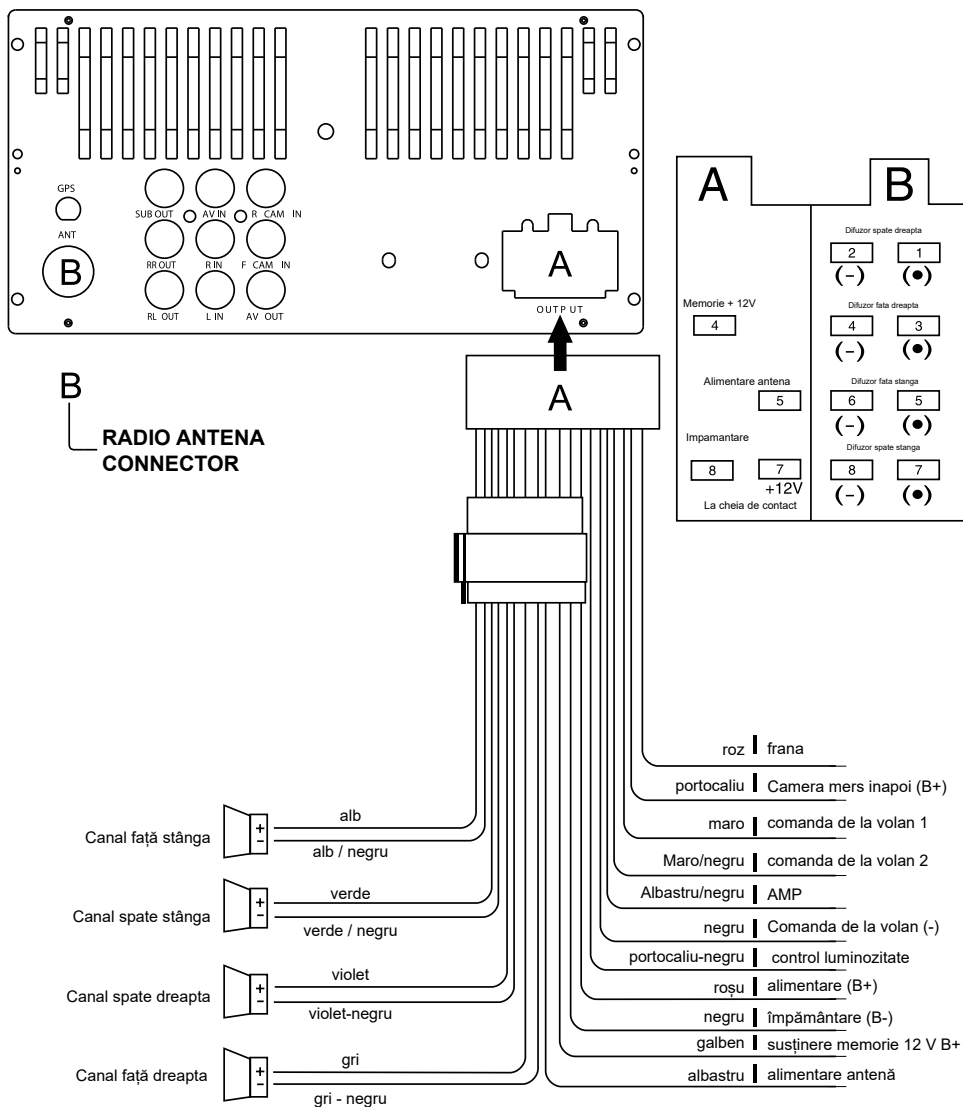 GPS
SUB OUT AV IN R CAM IN
ANT
B
RR OUT R IN F CAM IN
RL OUT L IN AV OUT
A
OUTPUT
A
B
RADIO ANTENA
CONNECTOR
A
B
Difuzor spate dreapta
2 1
(-) (●)
Memorie + 12V
4
Difuzor fata dreapta
4 3
(-) (●)
Alimentare antena
5
Difuzor fata stanga
6 5
(-) (●)
Impamantare
8 7
+12V
La cheia de contact
Difuzor spate stanga
8 7
(-) (●)
Canal față stânga
+
-
alb
alb / negru
Canal spate stânga
+
-
verde
verde / negru
Canal spate dreapta
+
-
violet
violet-negru
Canal față dreapta
+
-
gri
gri - negru
roz frana
portocaliu Camera mers inapoi (B+)
maro comanda de la volan 1
Maro/negru comanda de la volan 2
Albastru/negru AMP
negru Comanda de la volan (-)
portocaliu-negru control luminozitate
roșu alimentare (B+)
negru împământare (B-)
galben susținere memorie 12 V B+
albastru alimentare antenă